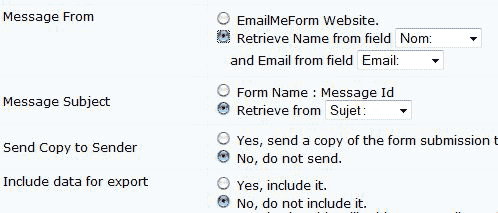 Message From
EmailMeForm Website.
Retrieve Name from field Nom:
and Email from field Email:
Message Subject
Form Name : Message Id
Retrieve from Sujet:
Send Copy to Sender
Yes, send a copy of the form submission t
No, do not send.
Include data for export
Yes, include it.
No, do not include it.